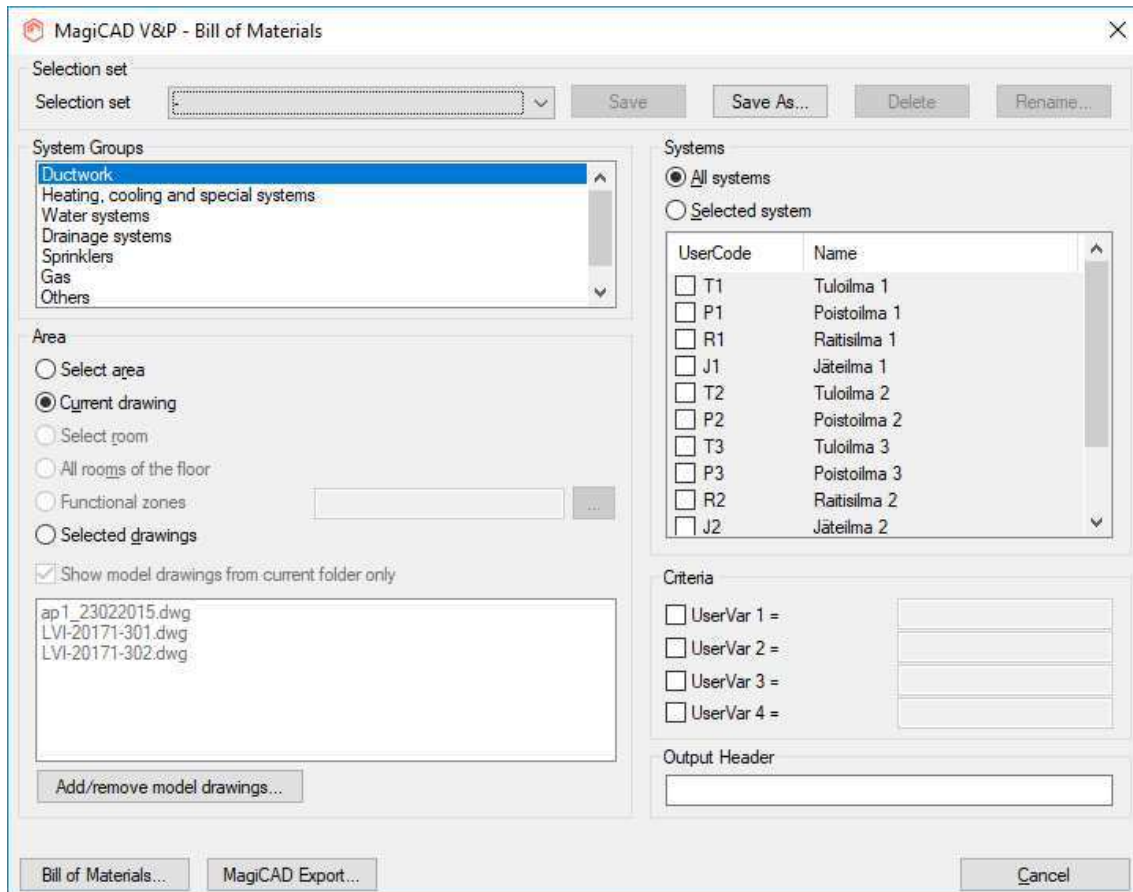 MagiCAD V&P - Bill of Materials
Selection set
Selection set - Save Save As... Delete Rename...
System Groups
Ductwork
Heating, cooling and special systems
Water systems
Drainage systems
Sprinklers
Gas
Others
Area
Select area
Current drawing
Select room
All rooms of the floor
Functional zones ...
Selected drawings
Show model drawings from current folder only
ap1_23022015.dwg
LVI-20171-301.dwg
LVI-20171-302.dwg
Add/remove model drawings...
Systems
All systems
Selected system
UserCode Name
T1 Tuloilma 1
P1 Poistoilma 1
R1 Raitisilma 1
J1 Jäteilma 1
T2 Tuloilma 2
P2 Poistoilma 2
T3 Tuloilma 3
P3 Poistoilma 3
R2 Raitisilma 2
J2 Jäteilma 2
Criteria
UserVar 1 =
UserVar 2 =
UserVar 3 =
UserVar 4 =
Output Header
Bill of Materials... MagiCAD Export... Cancel